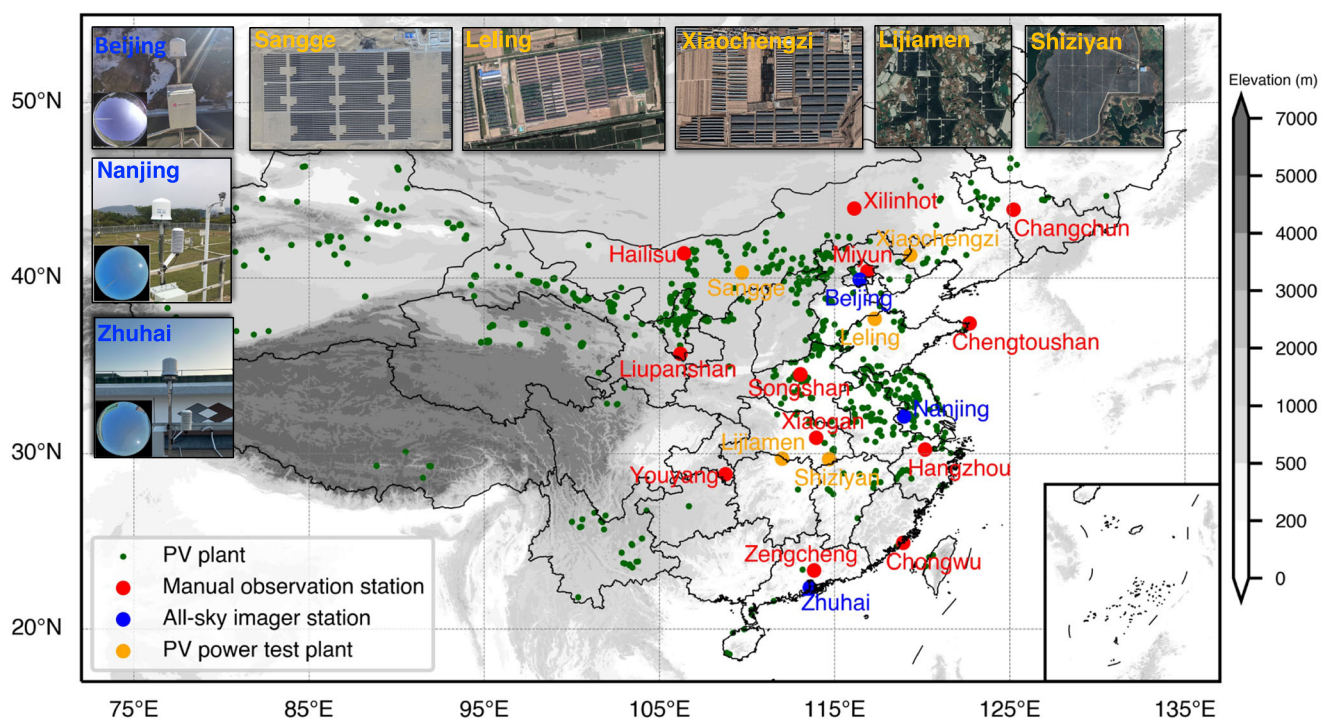 Beijing
Sangge
Leling
Xiaochengzi
Lijiamen
Shiziyan
Elevation (m)
50°N
7000
Nanjing
5000
Xilinhot
Changchun
4000
Xiaochengzi
Hailisu
Miyun
40°N
Sangge
3000
Beijing
Zhuhai
Leling
Chengtoushan
2000
Liupanshan
Songshan
1000
Nanjing
Xiaogan
Lijiamen
30°N
500
Youyang
Shiziyan
Hangzhou
200
PV plant
Zengcheng
Chongwu
0
Manual observation station
Zhuhai
All-sky imager station
20°N
PV power test plant
75°E
85°E
95°E
105°E
115°E
125°E
135°E